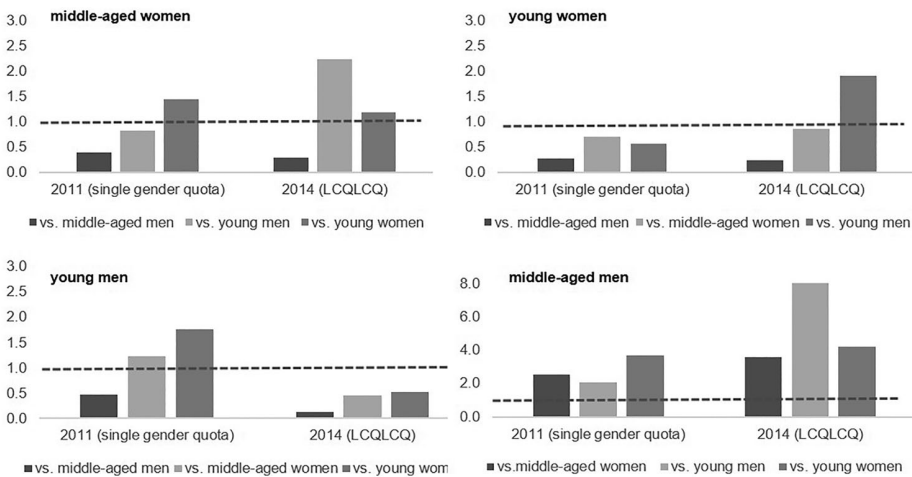 middle-aged women
3.0
2.5
2.0
1.5
1.0
0.5
0.0
2011 (single gender quota) 2014 (LCQLCQ)
vs. middle-aged men vs. young men vs. young women
young women
3.0
2.5
2.0
1.5
1.0
0.5
0.0
2011 (single gender quota) 2014 (LCQLCQ)
vs. middle-aged men vs. middle-aged women vs. young men
young men
3.0
2.5
2.0
1.5
1.0
0.5
0.0
2011 (single gender quota) 2014 (LCQLCQ)
vs. middle-aged men vs. middle-aged women vs. young wom
middle-aged men
8.0
6.0
4.0
2.0
0.0
2011 (single gender quota) 2014 (LCQLCQ)
vs.middle-aged women vs. young men vs. young women